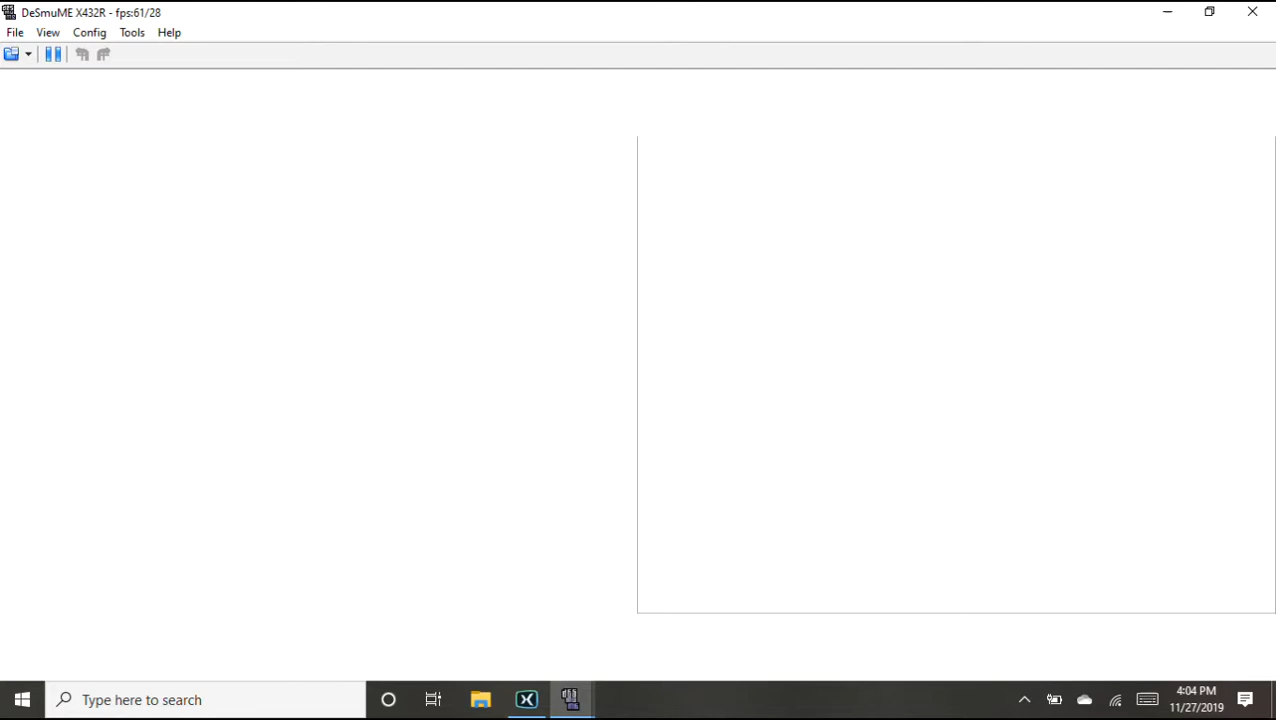 DeSmuME X432R - fps:61/28
File View Config Tools Help
Type here to search
4:04 PM
11/27/2019